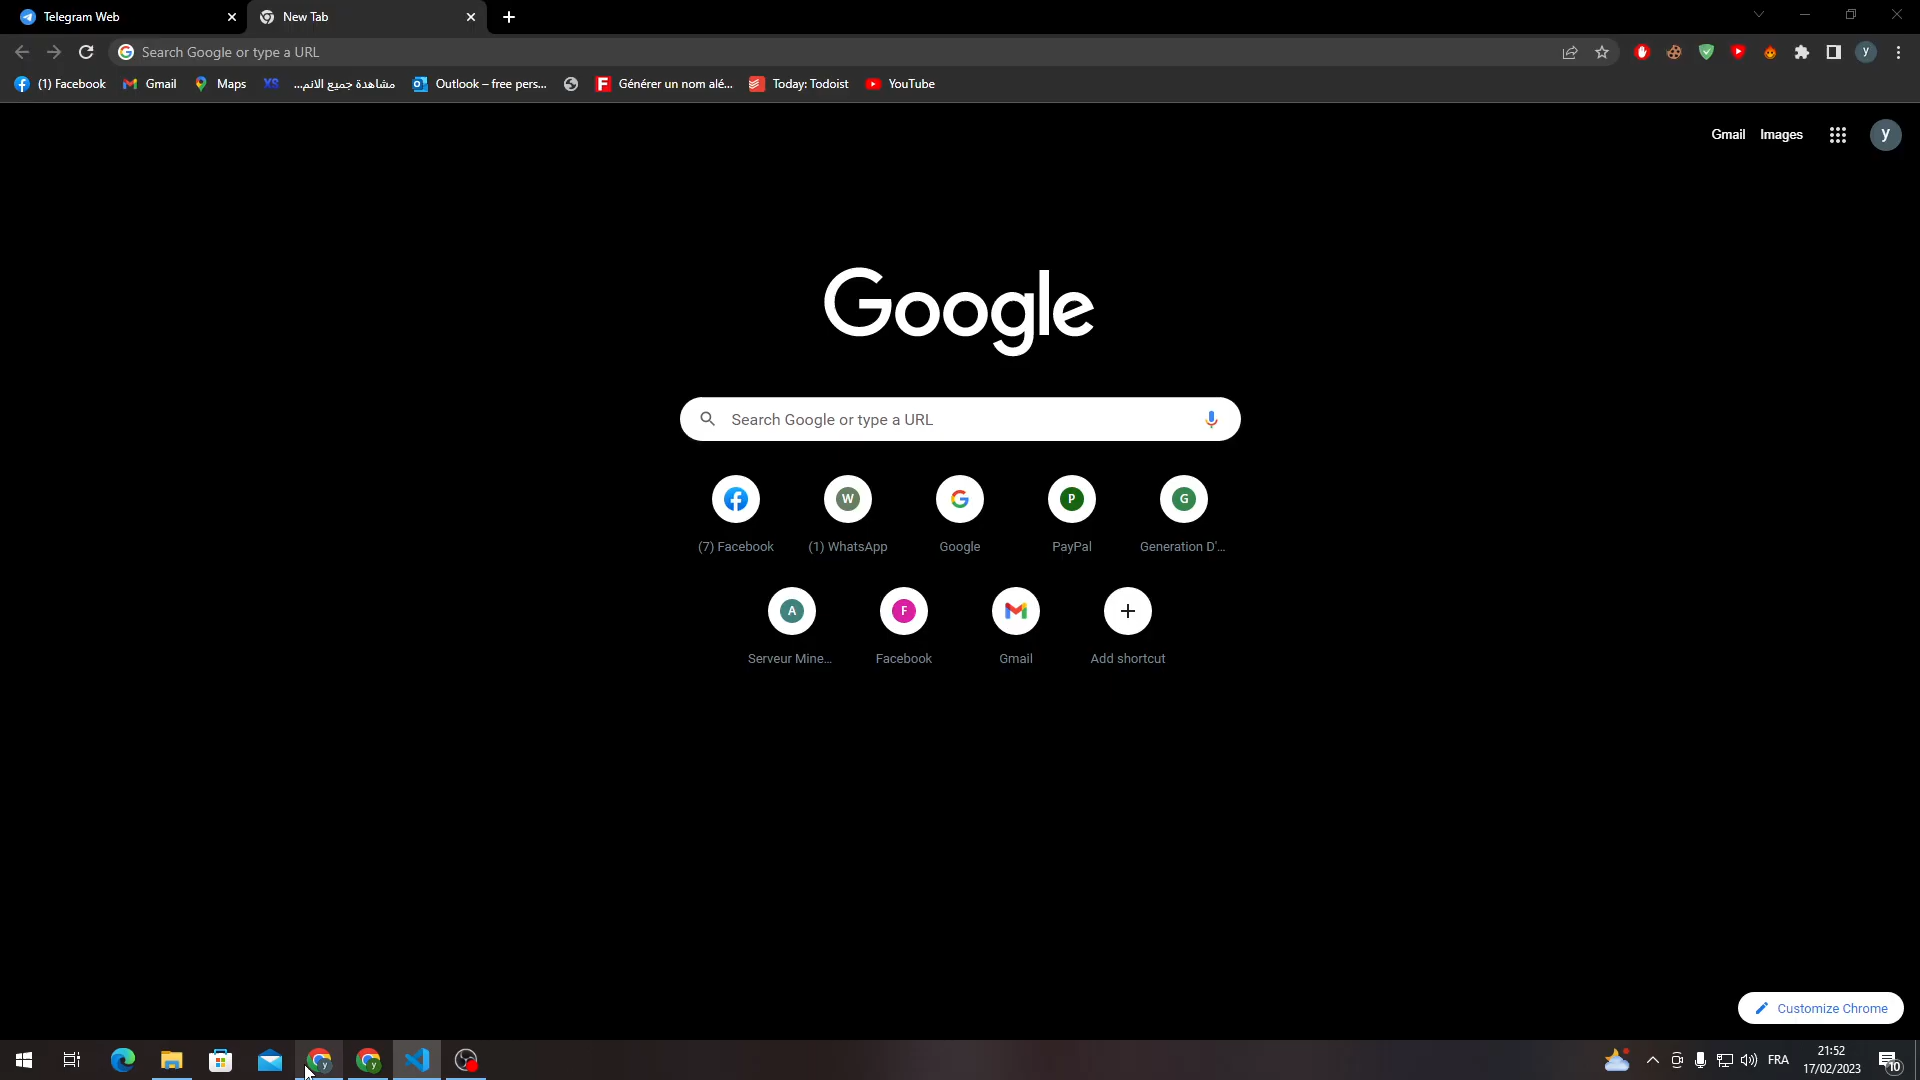 Telegram Web
New Tab
Search Google or type a URL
y
(1) Facebook
Gmail
Maps
XS
مشاهدة جميع الانم...
Outlook – free pers...
Générer un nom alé...
Today: Todoist
YouTube
Gmail
Images
y
Google
Search Google or type a URL
W
P
G
(7) Facebook
(1) WhatsApp
Google
PayPal
Generation D'...
A
F
Serveur Mine...
Facebook
Gmail
Add shortcut
Customize Chrome
y
y
FRA
21:52
17/02/2023
10